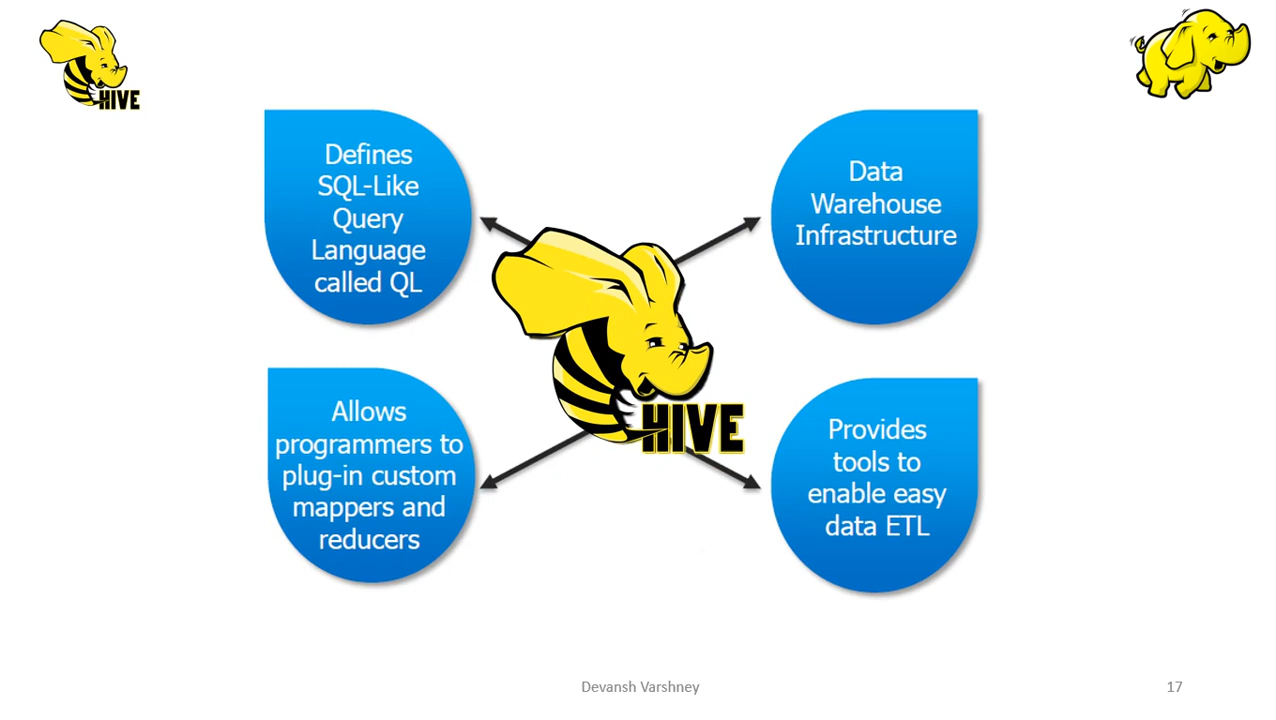 HIVE
Defines
SQL-Like
Query
Language
called QL
Data
Warehouse
Infrastructure
HIVE
Allows
programmers to
plug-in custom
mappers and
reducers
Provides
tools to
enable easy
data ETL
Devansh Varshney
17